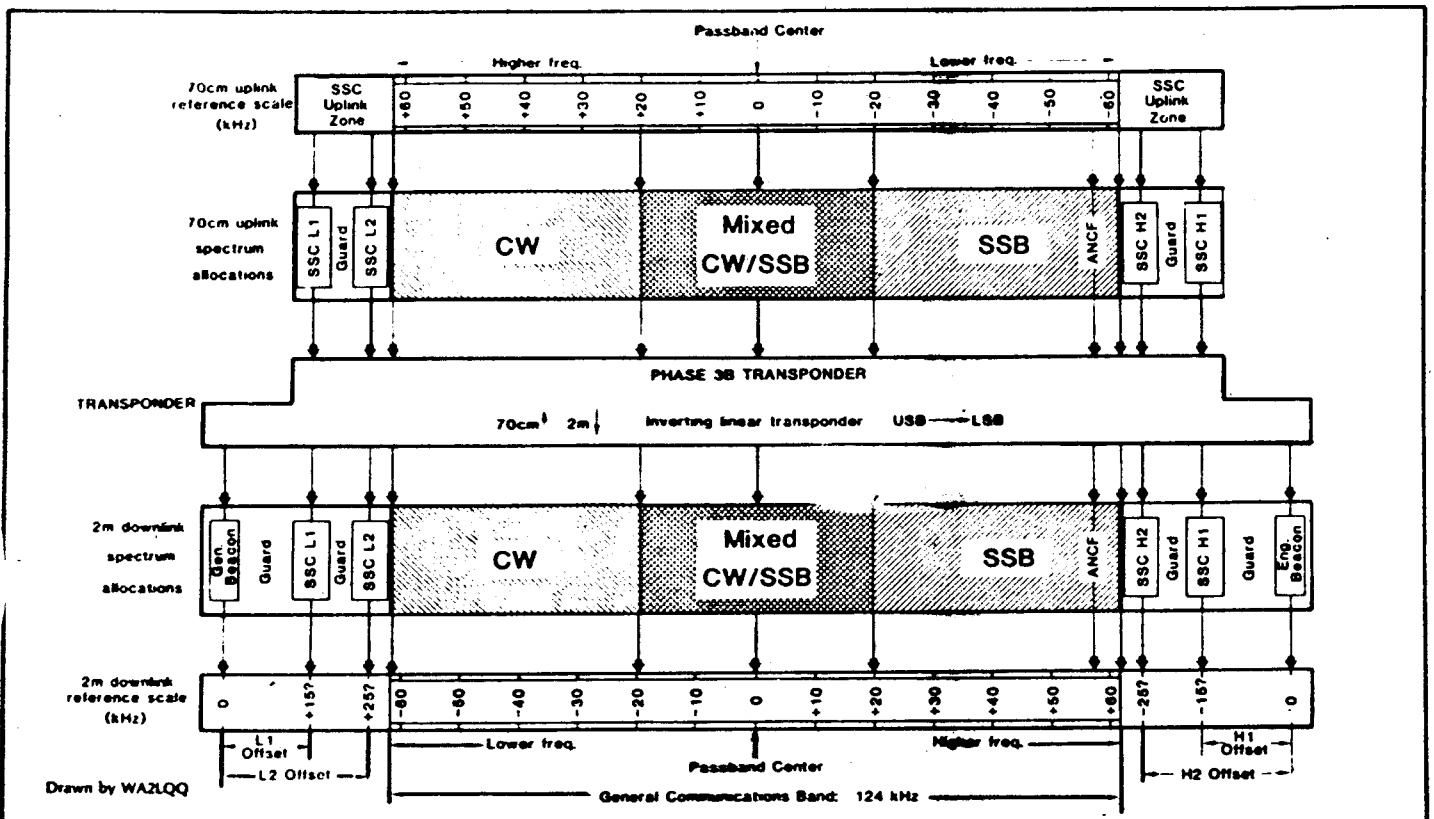 Passband Center
Higher freq.
Lower freq.
70cm uplink
reference scale
(kHz)
SSC
Uplink
Zone
+60
+50
+40
+30
+20
+10
0
-10
-20
-30
-40
-50
-60
SSC
Uplink
Zone
70cm uplink
spectrum
allocations
SSC L1
Guard
SSC L2
CW
Mixed
CW/SSB
SSB
ANCF
SSC H2
Guard
SSC H1
PHASE 3B TRANSPONDER
TRANSPONDER
70cm 2m Inverting linear transponder USB LSB
2m downlink
spectrum
allocations
Gen.
Beacon
Guard
SSC L1
Guard
SSC L2
CW
Mixed
CW/SSB
SSB
ANCF
SSC H2
Guard
SSC H1
Guard
Eng.
Beacon
2m downlink
reference scale
(kHz)
0
+15?
+25?
-60
-50
-40
-30
-20
-10
0
+10
+20
+30
+40
+50
+60
-25?
-15?
0
L1
Offset
Lower freq.
Higher freq.
H1
Offset
L2 Offset
Passband Center
H2 Offset
Drawn by WA2LQQ
General Communications Band: 124 kHz